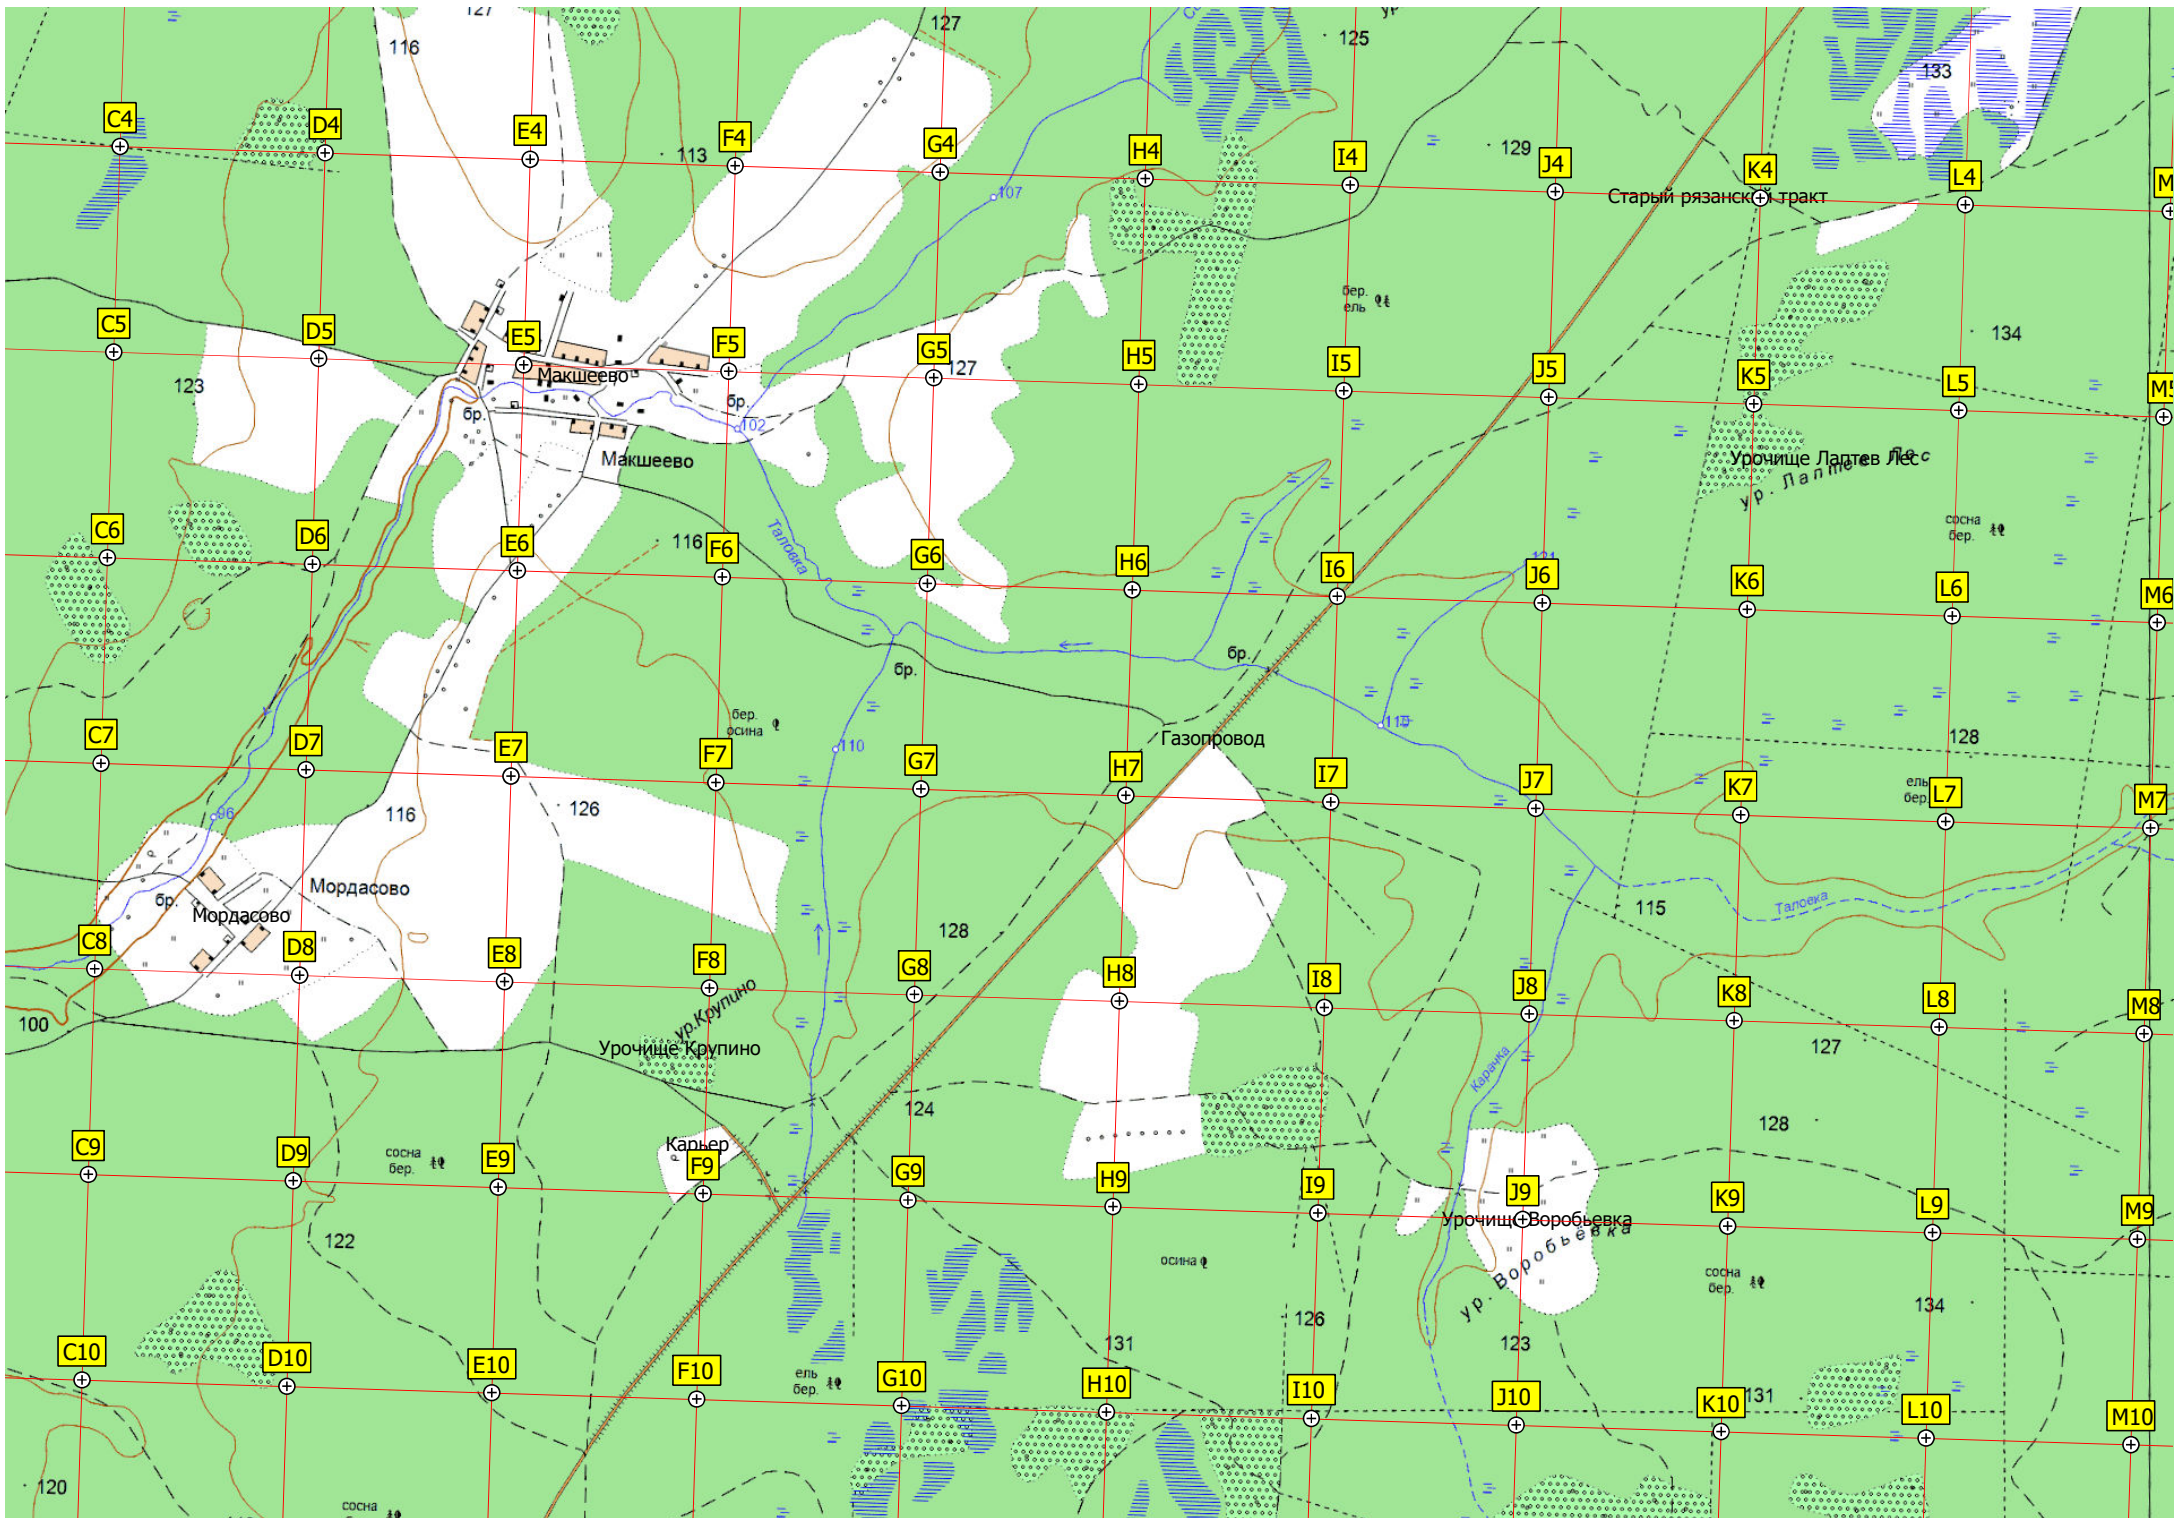 127
116
127
125
133
C4
D4
E4
113
F4
G4
107
H4
I4
129
J4
K4
L4
M
Старый рязанский тракт
бер.
ель
C5
D5
E5
F5
G5
127
H5
I5
J5
K5
L5
134
M5
123
Макшеево
бр.
бр.
102
Макшеево
Урочище Лаптев Лес
ур. Лаптев Лес
сосна
бер.
C6
D6
E6
116
F6
Таловка
G6
H6
I6
121
J6
K6
L6
M6
бр.
бр.
бер.
осина
110
110
Газопровод
128
C7
D7
E7
F7
G7
H7
I7
J7
K7
ель
бер.
L7
M7
96
116
126
Мордасово
бр.
Мордасово
128
115
Таловка
C8
D8
E8
F8
G8
H8
I8
J8
K8
L8
M8
100
ур.Крупино
Урочище Крупино
Карачка
127
124
128
Карьер
C9
D9
сосна
бер.
E9
F9
G9
H9
I9
J9
K9
L9
M9
Урочище Воробьевка
ур. Воробьевка
122
осина
сосна
бер.
126
134
131
123
C10
D10
E10
F10
ель
бер.
G10
H10
I10
J10
K10
131
L10
M10
120
сосна